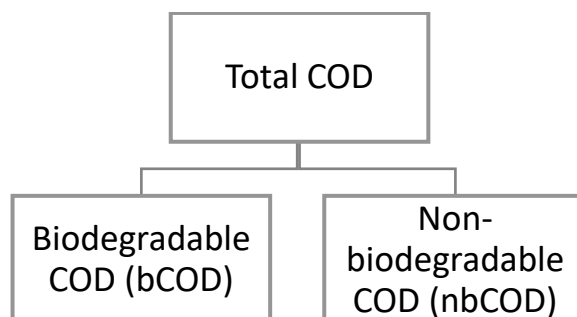 Total COD
Biodegradable
COD (bCOD)
Non-
biodegradable
COD (nbCOD)